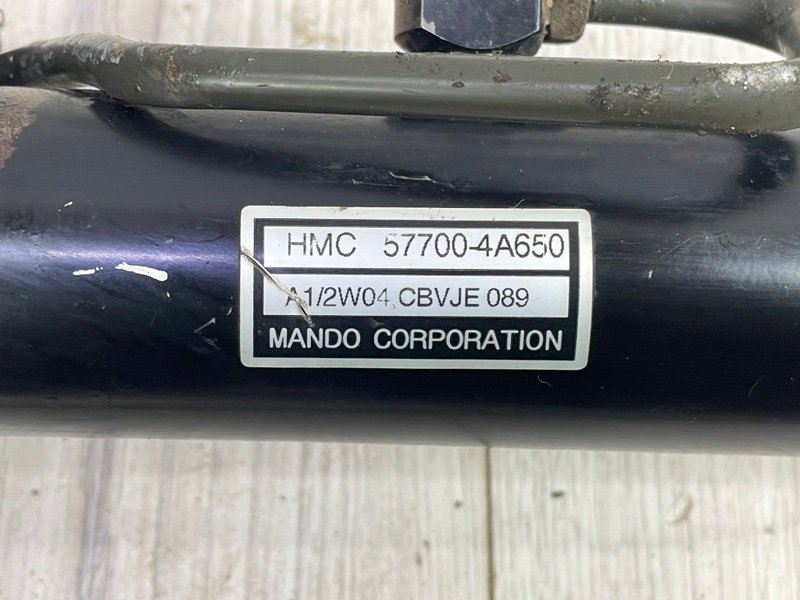 HMC 57700-4A650
A1/2W04,CBVJE 089
MANDO CORPORATION